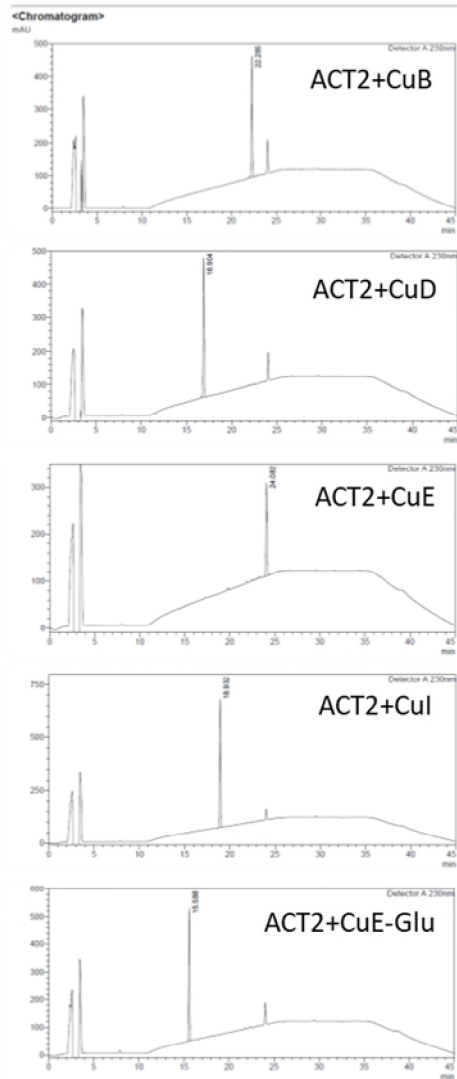 <Chromatogram>
mAU
500
Detector A 230nm
22.286
ACT2+CuB
400
300
200
100
0
0 5 10 15 20 25 30 35 40 45
min
500
Detector A 230nm
16.904
ACT2+CuD
400
300
200
100
0
0 5 10 15 20 25 30 35 40 45
min
Detector A 230nm
24.082
ACT2+CuE
300
200
100
0
0 5 10 15 20 25 30 35 40 45
min
Detector A 230nm
750
18.932
ACT2+CuI
500
250
0
0 5 10 15 20 25 30 35 40 45
min
600
Detector A 230nm
15.588
ACT2+CuE-Glu
500
400
300
200
100
0
0 5 10 15 20 25 30 35 40 45
min